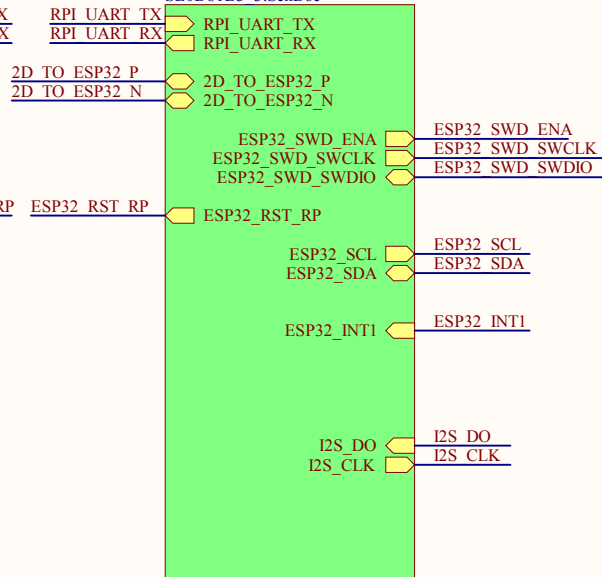 RPI_UART_TX RPI_UART_TX
RPI_UART_RX RPI_UART_RX
2D_TO_ESP32_P 2D_TO_ESP32_P
2D_TO_ESP32_N 2D_TO_ESP32_N
ESP32_SWD_ENA ESP32_SWD_ENA
ESP32_SWD_SWCLK ESP32_SWD_SWCLK
ESP32_SWD_SWDIO ESP32_SWD_SWDIO
RP ESP32_RST_RP ESP32_RST_RP
ESP32_SCL ESP32_SCL
ESP32_SDA ESP32_SDA
ESP32_INT1 ESP32_INT1
I2S_DO I2S_DO
I2S_CLK I2S_CLK